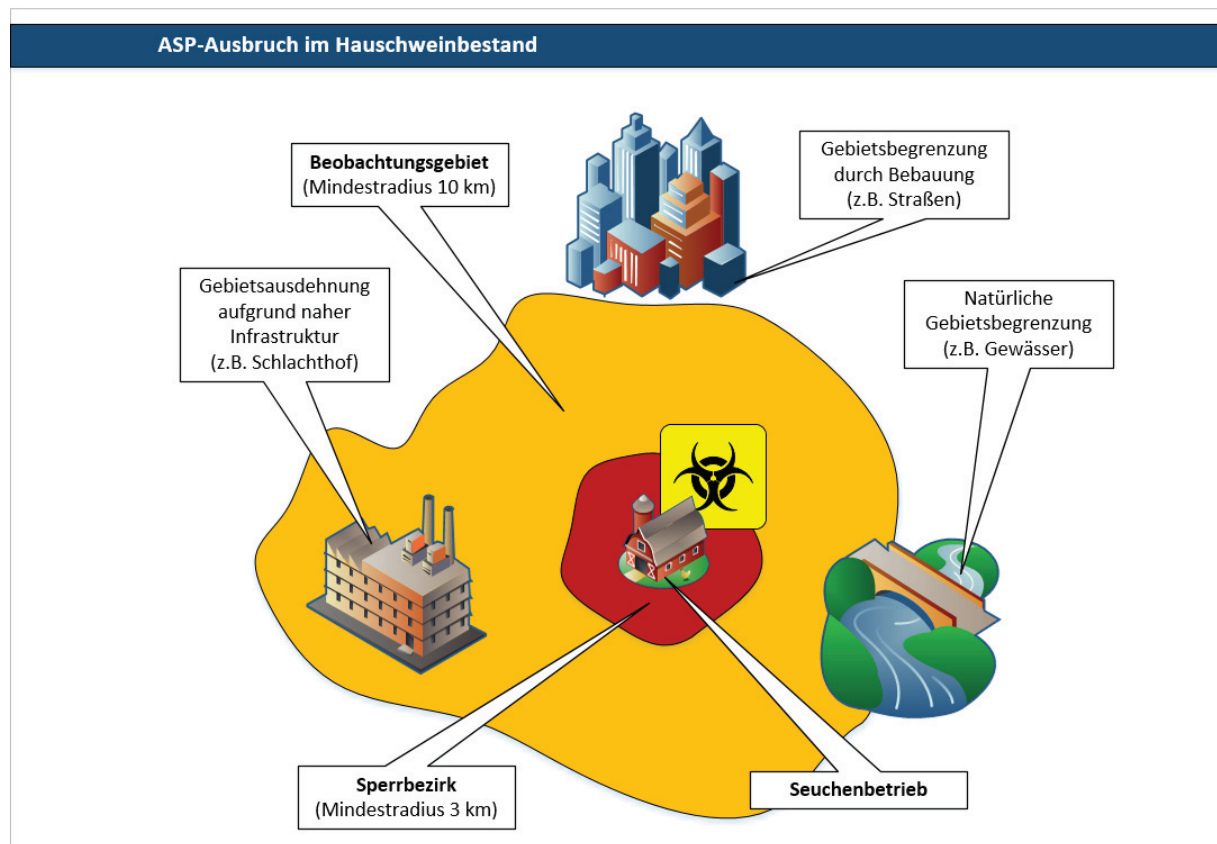 ASP-Ausbruch im Hauschweinbestand
Beobachtungsgebiet
(Mindestradius 10 km)
Gebietsbegrenzung
durch Bebauung
(z.B. Straßen)
Gebietsausdehnung
aufgrund naher
Infrastruktur
(z.B. Schlachthof)
Natürliche
Gebietsbegrenzung
(z.B. Gewässer)
Sperrbezirk
(Mindestradius 3 km)
Seuchenbetrieb